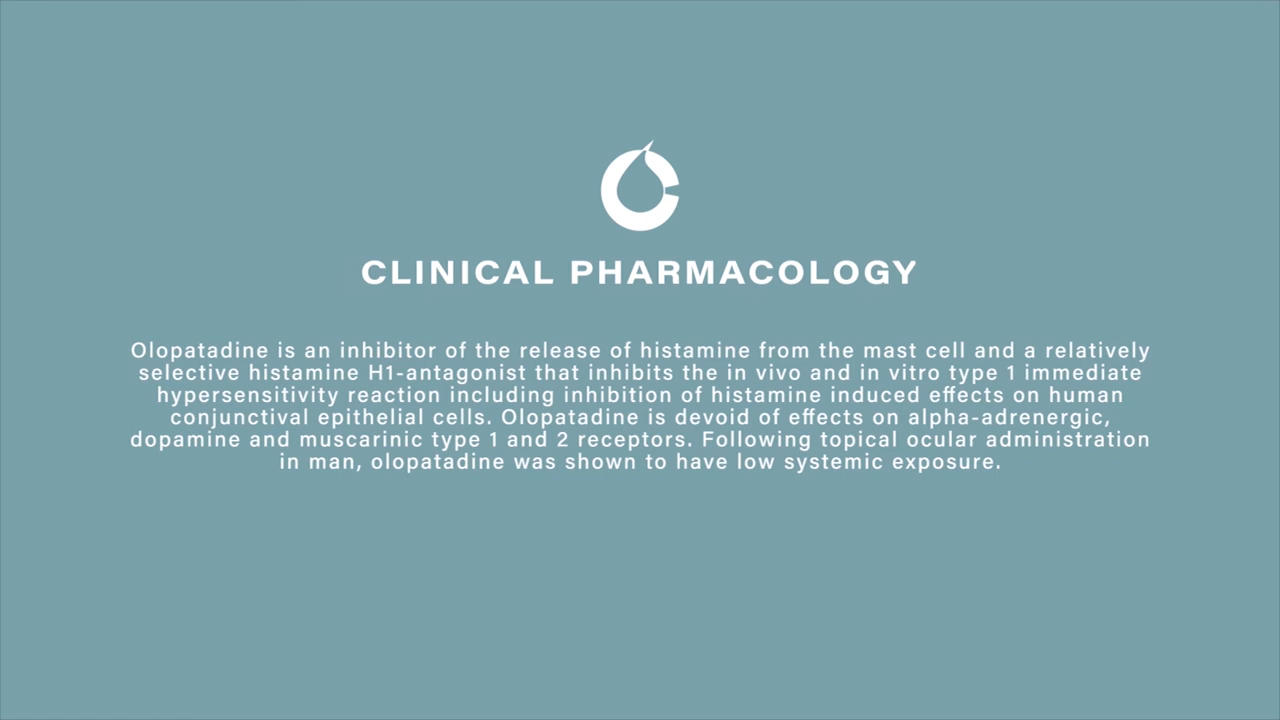 CLINICAL PHARMACOLOGY
Olopatadine is an inhibitor of the release of histamine from the mast cell and a relatively
selective histamine H1-antagonist that inhibits the in vivo and in vitro type 1 immediate
hypersensitivity reaction including inhibition of histamine induced effects on human
conjunctival epithelial cells. Olopatadine is devoid of effects on alpha-adrenergic,
dopamine and muscarinic type 1 and 2 receptors. Following topical ocular administration
in man, olopatadine was shown to have low systemic exposure.